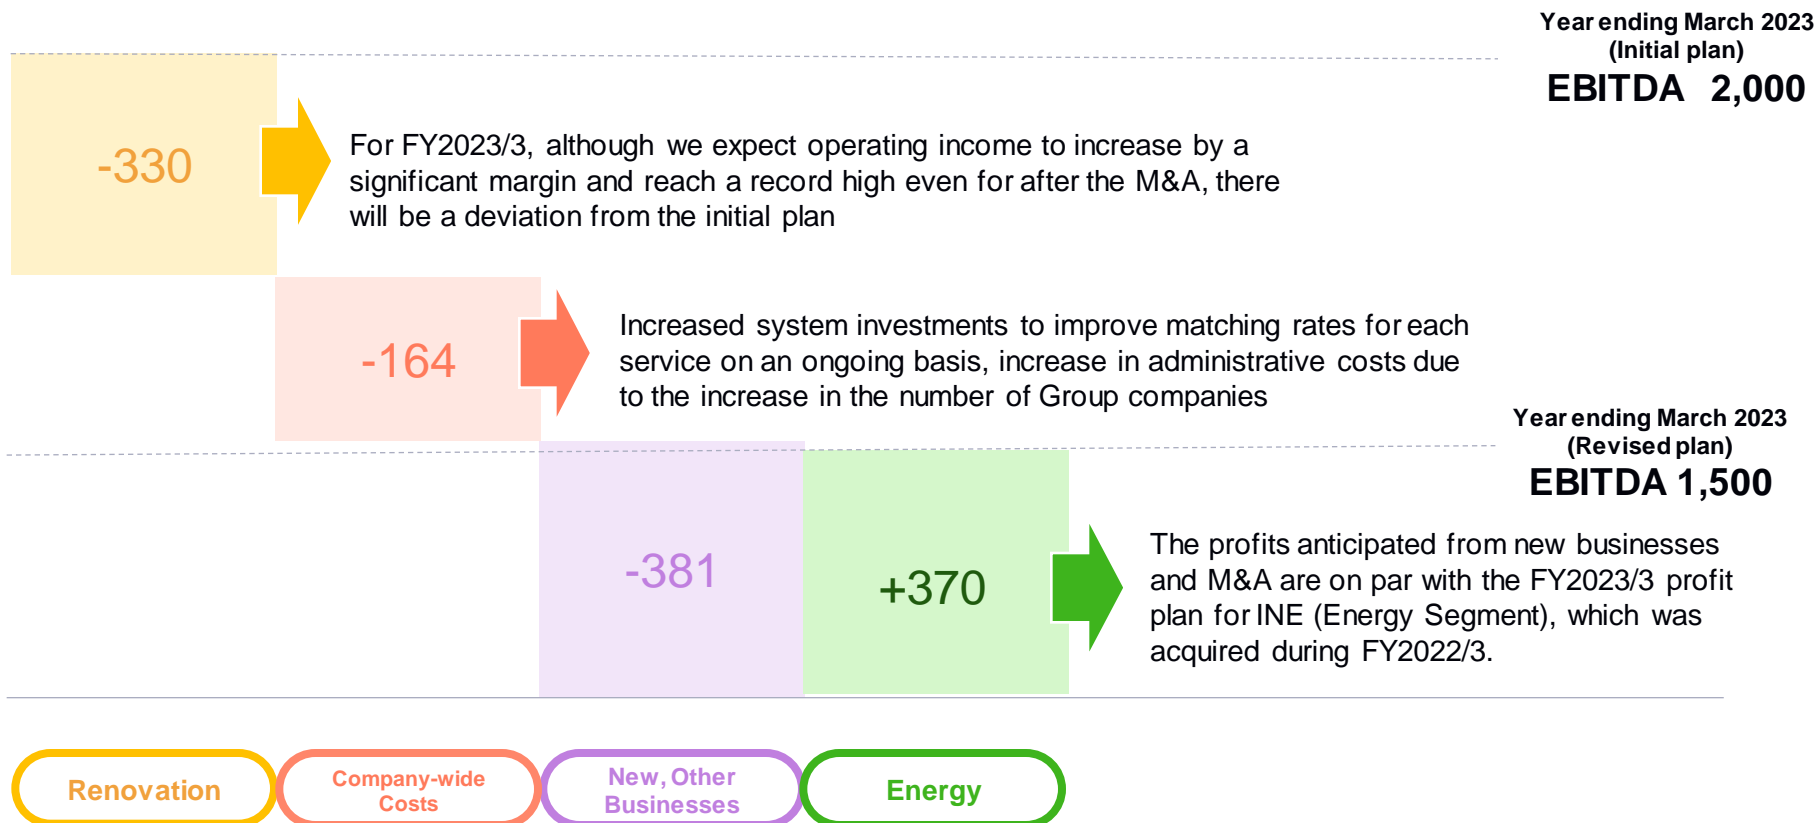 Year ending March 2023
(Initial plan)
EBITDA 2,000
-330
For FY2023/3, although we expect operating income to increase by a
significant margin and reach a record high even for after the M&A, there
will be a deviation from the initial plan
-164
Increased system investments to improve matching rates for each
service on an ongoing basis, increase in administrative costs due
to the increase in the number of Group companies
Year ending March 2023
(Revised plan)
EBITDA 1,500
-381
+370
The profits anticipated from new businesses
and M&A are on par with the FY2023/3 profit
plan for INE (Energy Segment), which was
acquired during FY2022/3.
Renovation
Company-wide
Costs
New, Other
Businesses
Energy